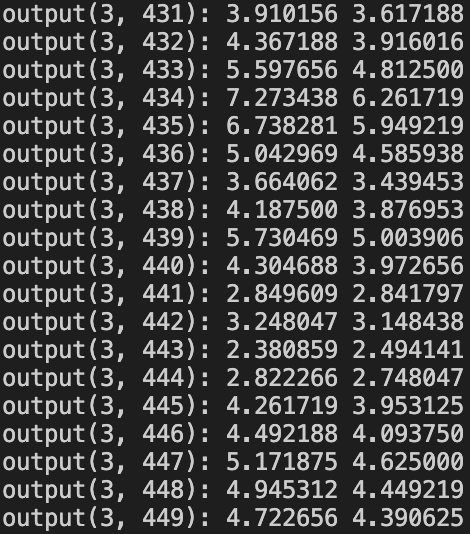 output(3, 431): 3.910156 3.617188
output(3, 432): 4.367188 3.916016
output(3, 433): 5.597656 4.812500
output(3, 434): 7.273438 6.261719
output(3, 435): 6.738281 5.949219
output(3, 436): 5.042969 4.585938
output(3, 437): 3.664062 3.439453
output(3, 438): 4.187500 3.876953
output(3, 439): 5.730469 5.003906
output(3, 440): 4.304688 3.972656
output(3, 441): 2.849609 2.841797
output(3, 442): 3.248047 3.148438
output(3, 443): 2.380859 2.494141
output(3, 444): 2.822266 2.748047
output(3, 445): 4.261719 3.953125
output(3, 446): 4.492188 4.093750
output(3, 447): 5.171875 4.625000
output(3, 448): 4.945312 4.449219
output(3, 449): 4.722656 4.390625